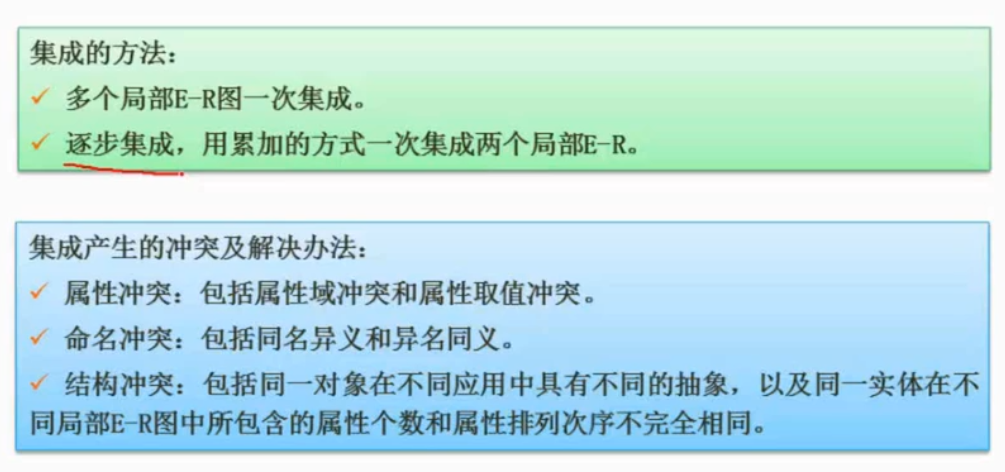 集成的方法：
✓ 多个局部E-R图一次集成。
✓ 逐步集成，用累加的方式一次集成两个局部E-R。
集成产生的冲突及解决办法：
✓ 属性冲突：包括属性域冲突和属性取值冲突。
✓ 命名冲突：包括同名异义和异名同义。
✓ 结构冲突：包括同一对象在不同应用中具有不同的抽象，以及同一实体在不
同局部E-R图中所包含的属性个数和属性排列次序不完全相同。